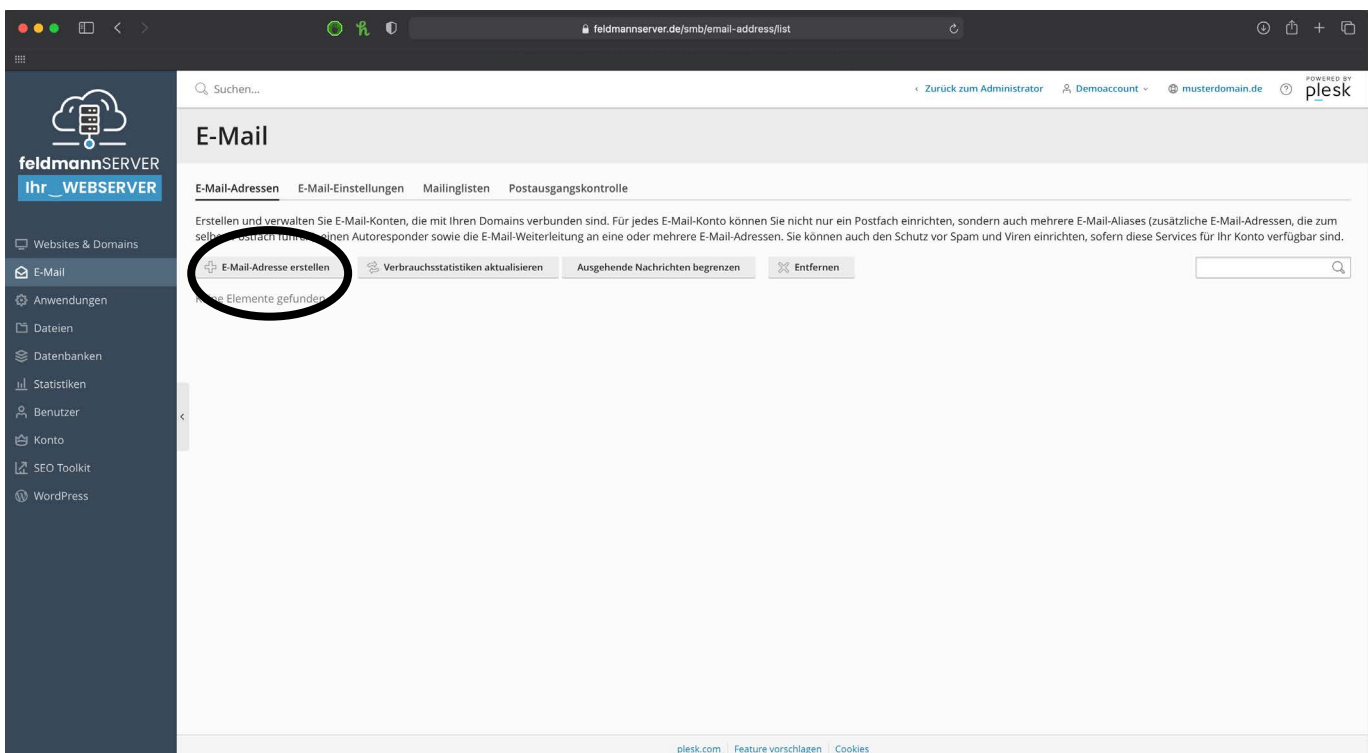 feldmannserver.de/smb/email-address/list
feldmannSERVER
Ihr_WEBSERVER
Websites & Domains
E-Mail
Anwendungen
Dateien
Datenbanken
Statistiken
Benutzer
Konto
SEO Toolkit
WordPress
Suchen...
Zurück zum Administrator
Demoaccount
musterdomain.de
POWERED BY
plesk
E-Mail
E-Mail-Adressen E-Mail-Einstellungen Mailinglisten Postausgangskontrolle
Erstellen und verwalten Sie E-Mail-Konten, die mit Ihren Domains verbunden sind. Für jedes E-Mail-Konto können Sie nicht nur ein Postfach einrichten, sondern auch mehrere E-Mail-Aliases (zusätzliche E-Mail-Adressen, die zum
einen Autoresponder sowie die E-Mail-Weiterleitung an eine oder mehrere E-Mail-Adressen. Sie können auch den Schutz vor Spam und Viren einrichten, sofern diese Services für Ihr Konto verfügbar sind.
E-Mail-Adresse erstellen Verbrauchsstatistiken aktualisieren Ausgehende Nachrichten begrenzen Entfernen
Elemente gefunden
plesk.com Feature vorschlagen Cookies